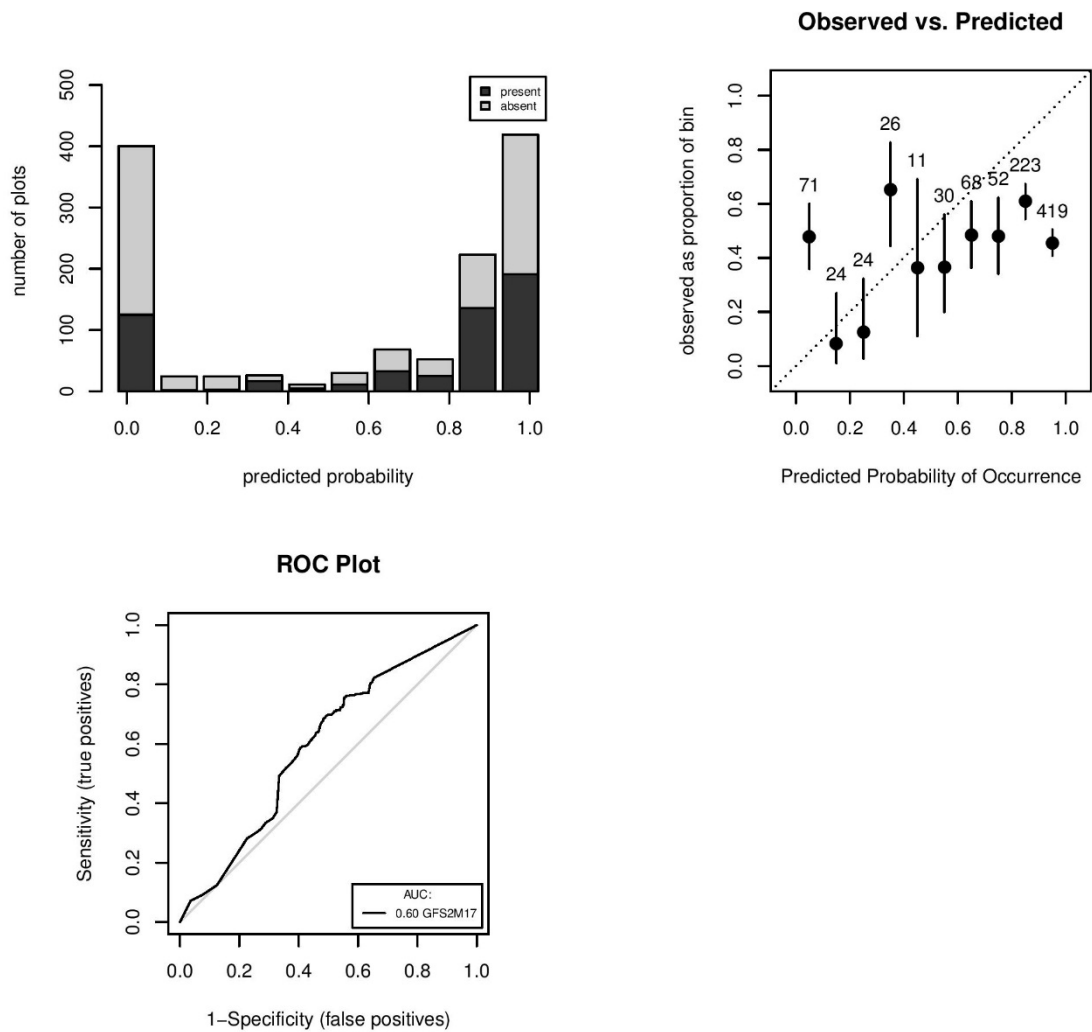 number of plots
500
400
300
200
100
0
present
absent
0.0 0.2 0.4 0.6 0.8 1.0
predicted probability
Observed vs. Predicted
observed as proportion of bin
1.0
0.8
0.6
0.4
0.2
0.0
71
24
24
26
11
30
68
52
223
419
0.0 0.2 0.4 0.6 0.8 1.0
Predicted Probability of Occurrence
ROC Plot
Sensitivity (true positives)
1.0
0.8
0.6
0.4
0.2
0.0
AUC:
0.60 GFS2M17
0.0 0.2 0.4 0.6 0.8 1.0
1−Specificity (false positives)